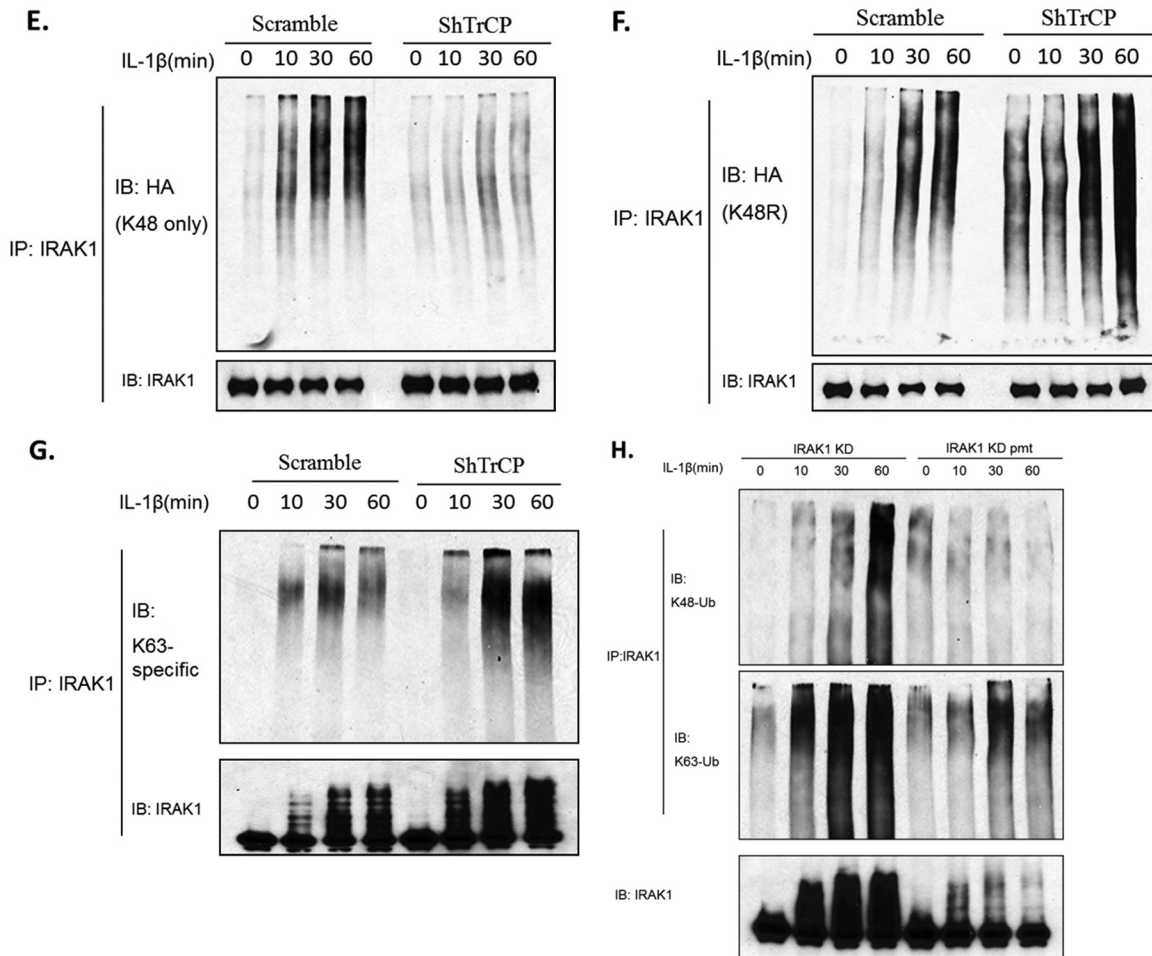 E.
Scramble ShTrCP
IL-1β(min) 0 10 30 60 0 10 30 60
IP: IRAK1
IB: HA
(K48 only)
IB: IRAK1
F.
Scramble ShTrCP
IL-1β(min) 0 10 30 60 0 10 30 60
IP: IRAK1
IB: HA
(K48R)
IB: IRAK1
G.
Scramble ShTrCP
IL-1β(min) 0 10 30 60 0 10 30 60
IP: IRAK1
IB:
K63-
specific
IB: IRAK1
H.
IRAK1 KD IRAK1 KD pmt
IL-1β(min) 0 10 30 60 0 10 30 60
IP:IRAK1
IB:
K48-Ub
IB:
K63-Ub
IB: IRAK1